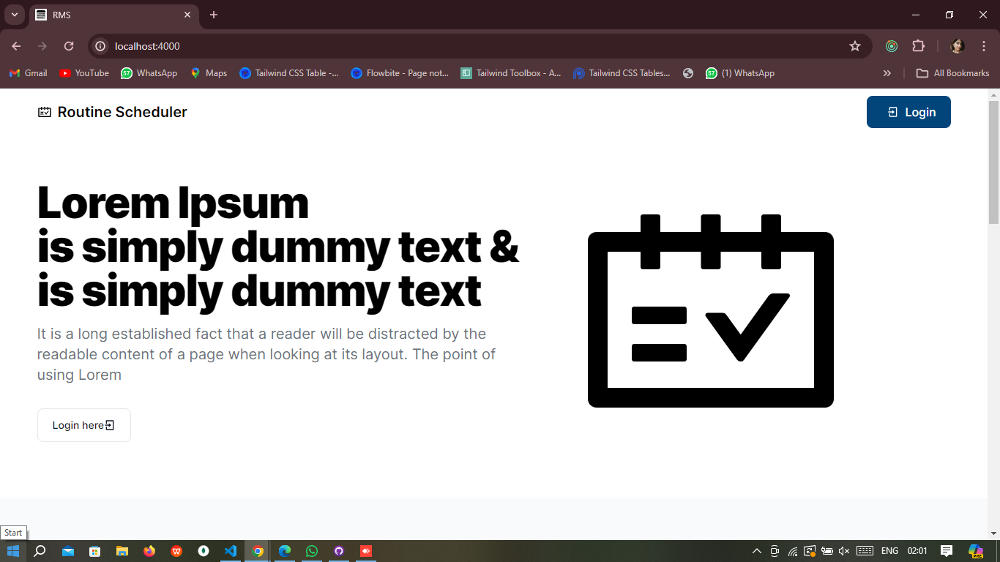 RMS
localhost:4000
Gmail
YouTube
WhatsApp
Maps
Tailwind CSS Table -...
Flowbite - Page not...
Tailwind Toolbox - A...
Tailwind CSS Tables...
(1) WhatsApp
All Bookmarks
Routine Scheduler
Login
Lorem Ipsum
is simply dummy text &
is simply dummy text
It is a long established fact that a reader will be distracted by the
readable content of a page when looking at its layout. The point of
using Lorem
Login here
Start
ENG
02:01
PRE